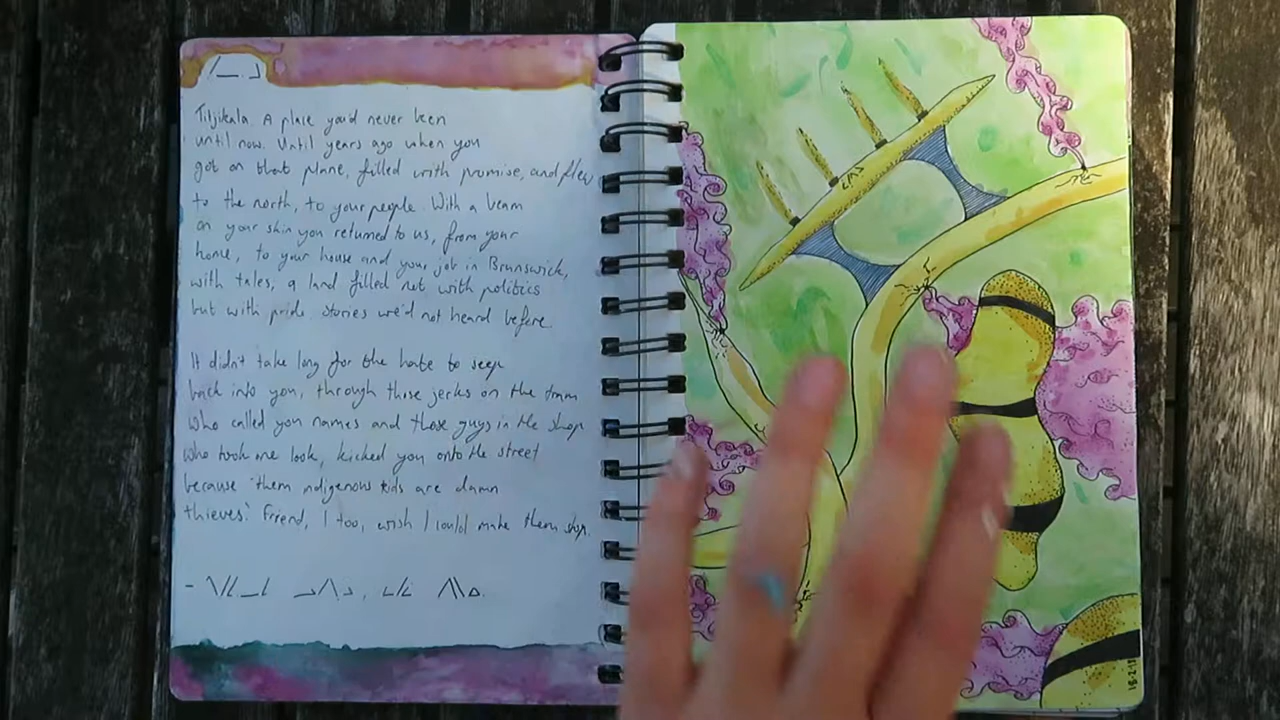 Titjikala. A place you'd never been
until now. Until years ago when you
got on that plane, filled with promise, and flew
to the north, to your people. With a beam
on your skin you returned to us, from your
home, to your house and your job in Brunswick,
with tales, a land filled not with politics
but with pride. Stories we'd not heard before.
It didn't take long for the hate to seep
back into you, through those jerks on the tram
who called you names and those guys in the shop
who took one look, kicked you onto the street
because 'them indigenous kids are damn
thieves.' Friend, I too, wish I could make them stop.